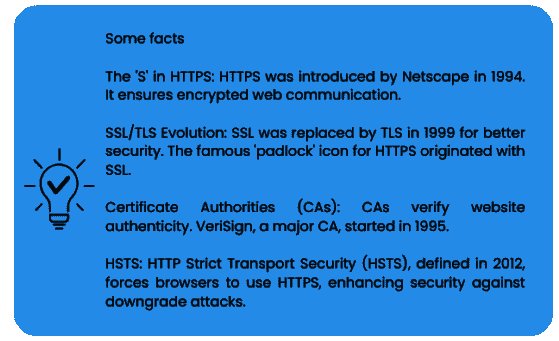 Some facts
The 'S' in HTTPS: HTTPS was introduced by Netscape in 1994.
It ensures encrypted web communication.
SSL/TLS Evolution: SSL was replaced by TLS in 1999 for better
security. The famous 'padlock' icon for HTTPS originated with
SSL.
Certificate Authorities (CAs): CAs verify website
authenticity. VeriSign, a major CA, started in 1995.
HSTS: HTTP Strict Transport Security (HSTS), defined in 2012,
forces browsers to use HTTPS, enhancing security against
downgrade attacks.